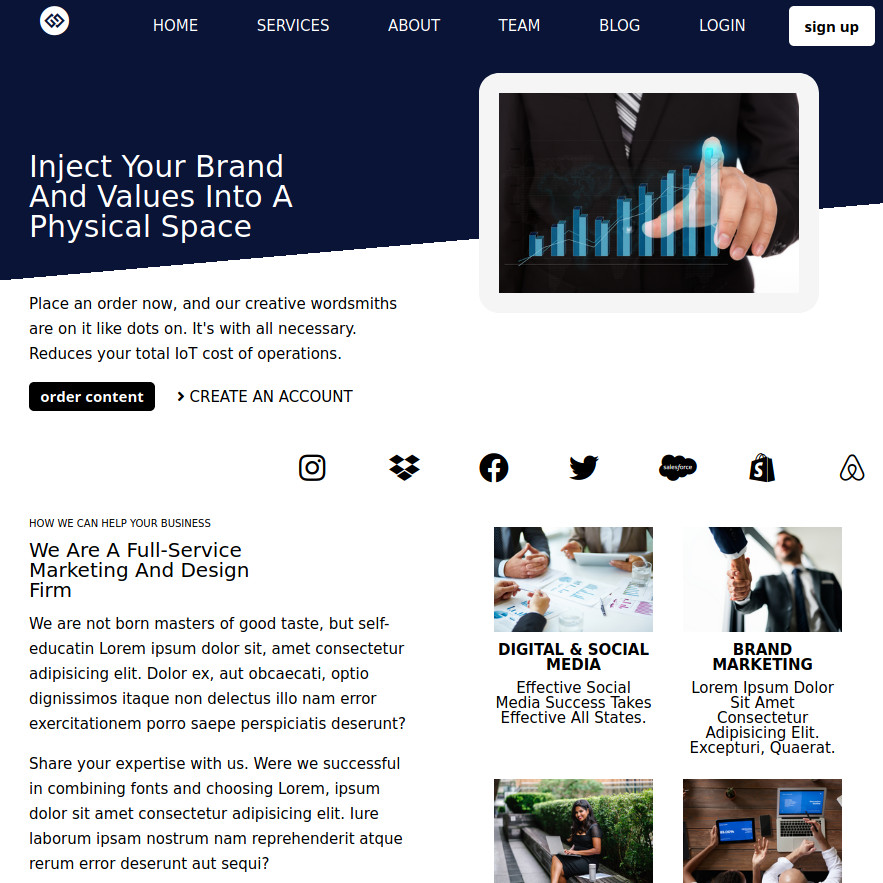 HOME SERVICES ABOUT TEAM BLOG LOGIN sign up
Inject Your Brand
And Values Into A
Physical Space
Place an order now, and our creative wordsmiths
are on it like dots on. It's with all necessary.
Reduces your total IoT cost of operations.
order content CREATE AN ACCOUNT
salesforce
HOW WE CAN HELP YOUR BUSINESS
We Are A Full-Service
Marketing And Design
Firm
We are not born masters of good taste, but self-
educatin Lorem ipsum dolor sit, amet consectetur
adipisicing elit. Dolor ex, aut obcaecati, optio
dignissimos itaque non delectus illo nam error
exercitationem porro saepe perspiciatis deserunt?
Share your expertise with us. Were we successful
in combining fonts and choosing Lorem, ipsum
dolor sit amet consectetur adipisicing elit. Iure
laborum ipsam nostrum nam reprehenderit atque
rerum error deserunt aut sequi?
DIGITAL & SOCIAL
MEDIA
Effective Social
Media Success Takes
Effective All States.
BRAND
MARKETING
Lorem Ipsum Dolor
Sit Amet
Consectetur
Adipisicing Elit.
Excepturi, Quaerat.